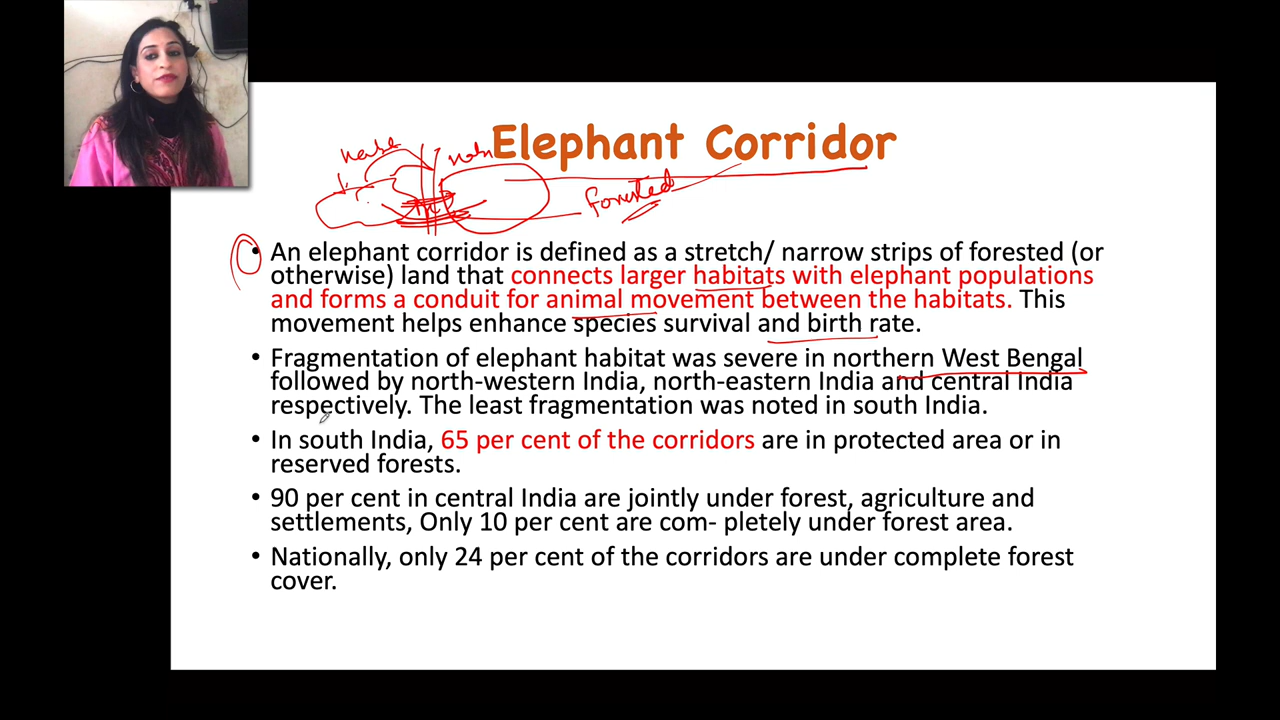 Elephant Corridor
forested
• An elephant corridor is defined as a stretch/ narrow strips of forested (or
otherwise) land that connects larger habitats with elephant populations
and forms a conduit for animal movement between the habitats. This
movement helps enhance species survival and birth rate.
• Fragmentation of elephant habitat was severe in northern West Bengal
followed by north-western India, north-eastern India and central India
respectively. The least fragmentation was noted in south India.
• In south India, 65 per cent of the corridors are in protected area or in
reserved forests.
• 90 per cent in central India are jointly under forest, agriculture and
settlements, Only 10 per cent are com- pletely under forest area.
• Nationally, only 24 per cent of the corridors are under complete forest
cover.